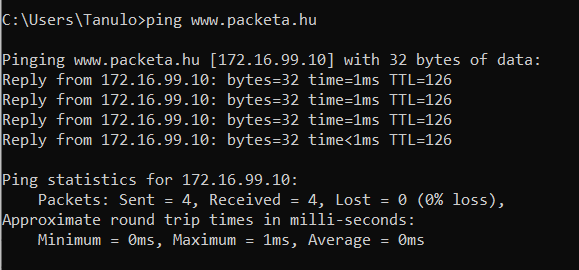 C:\Users\Tanulo>ping www.packeta.hu
Pinging www.packeta.hu [172.16.99.10] with 32 bytes of data:
Reply from 172.16.99.10: bytes=32 time=1ms TTL=126
Reply from 172.16.99.10: bytes=32 time=1ms TTL=126
Reply from 172.16.99.10: bytes=32 time=1ms TTL=126
Reply from 172.16.99.10: bytes=32 time<1ms TTL=126
Ping statistics for 172.16.99.10:
    Packets: Sent = 4, Received = 4, Lost = 0 (0% loss),
Approximate round trip times in milli-seconds:
    Minimum = 0ms, Maximum = 1ms, Average = 0ms